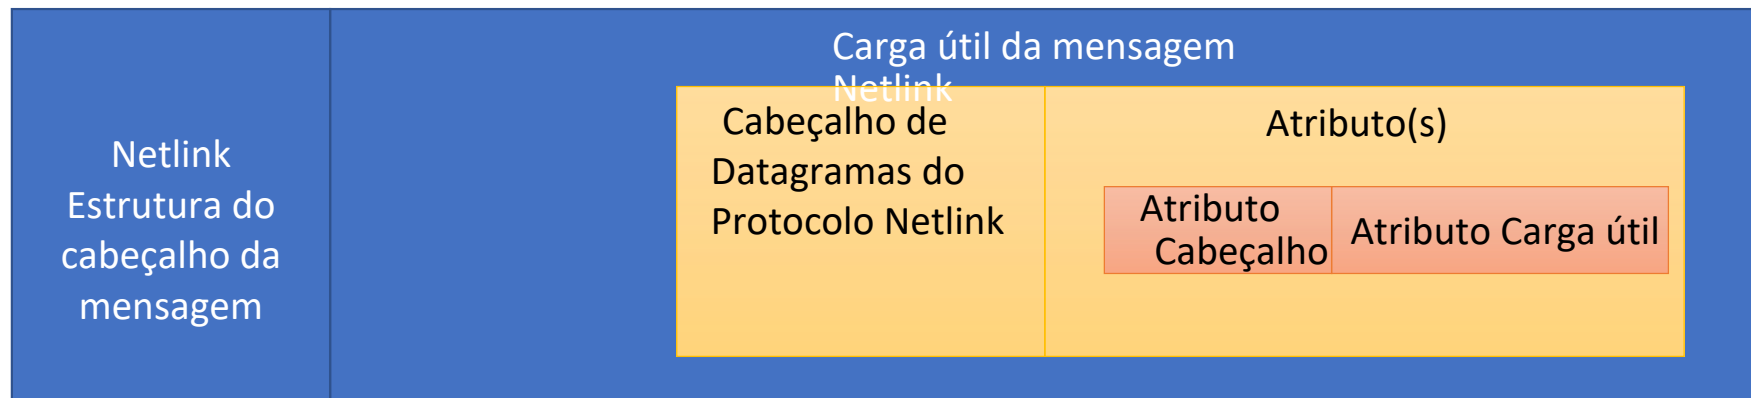 Carga útil da mensagem
Netlink
Netlink
Estrutura do
cabeçalho da
mensagem
Cabeçalho de
Datagramas do
Protocolo Netlink
Atributo(s)
Atributo
Cabeçalho
Atributo Carga útil